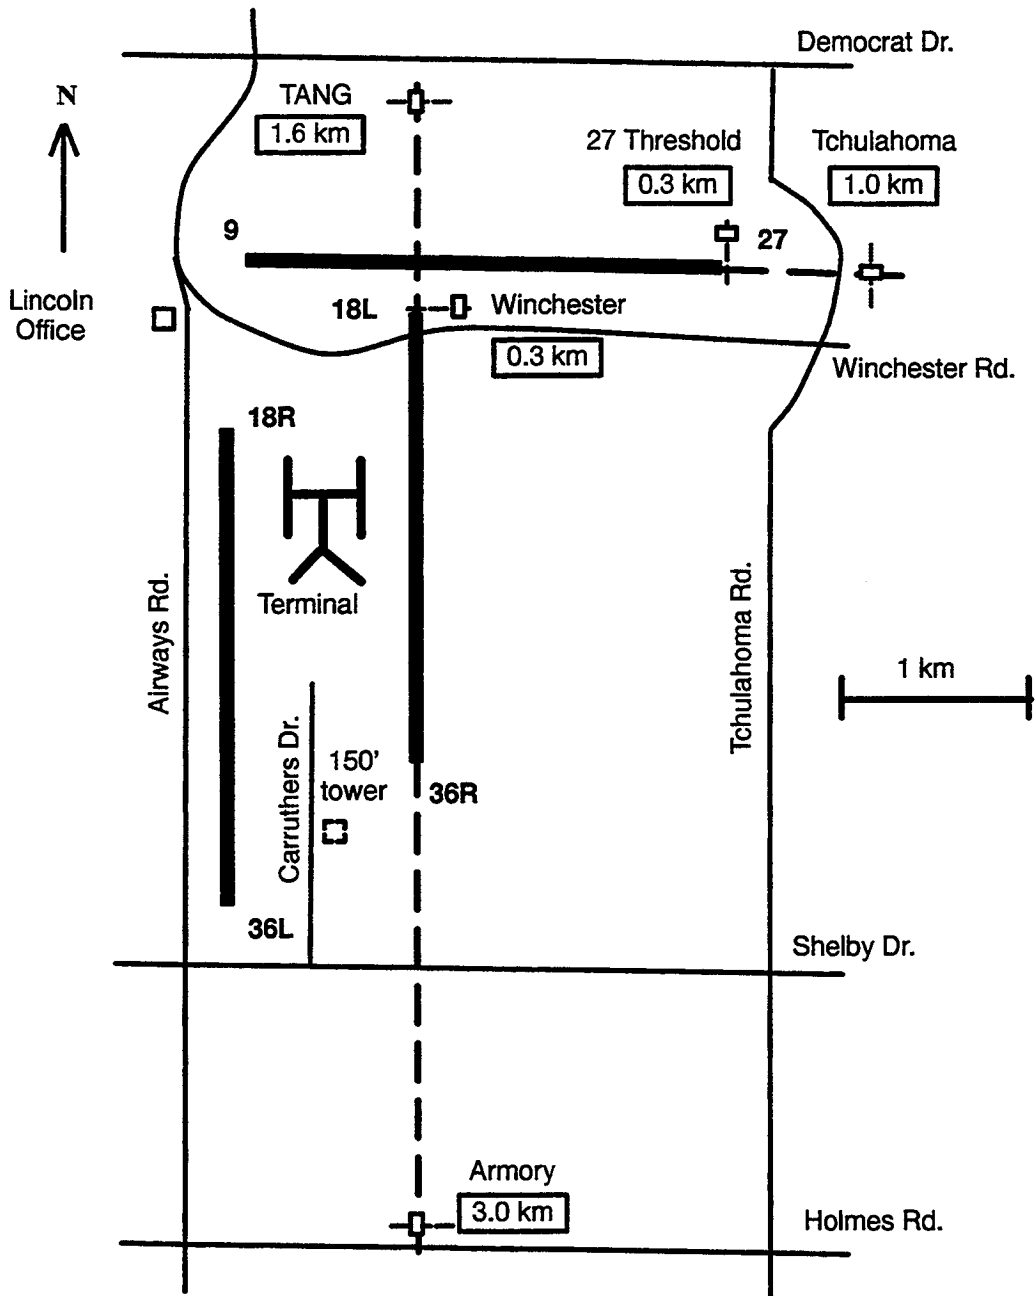 Democrat Dr.
N
TANG
1.6 km
27 Threshold
0.3 km
Tchulahoma
1.0 km
9
27
Lincoln
Office
18L
Winchester
0.3 km
Winchester Rd.
18R
Terminal
Airways Rd.
Tchulahoma Rd.
1 km
Carruthers Dr.
150'
tower
36R
36L
Shelby Dr.
Armory
3.0 km
Holmes Rd.